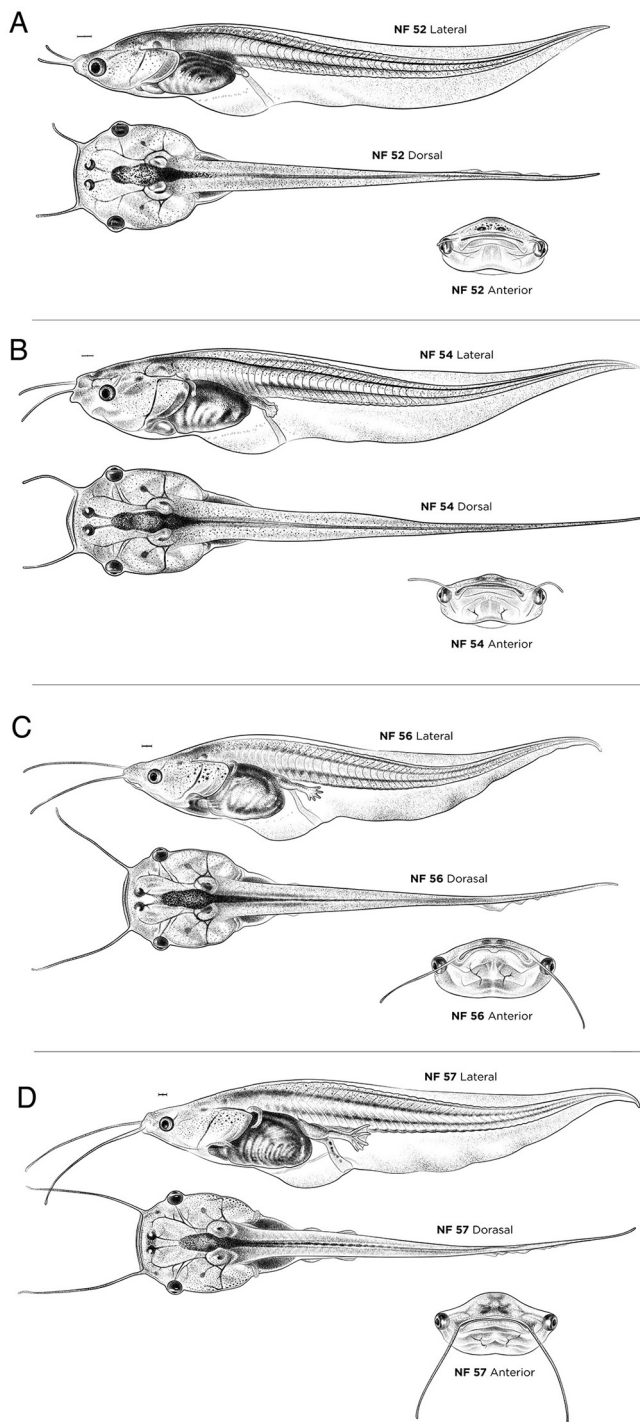 A
NF 52 Lateral
NF 52 Dorsal
NF 52 Anterior
B
NF 54 Lateral
NF 54 Dorsal
NF 54 Anterior
C
NF 56 Lateral
NF 56 Dorasal
NF 56 Anterior
D
NF 57 Lateral
NF 57 Dorasal
NF 57 Anterior